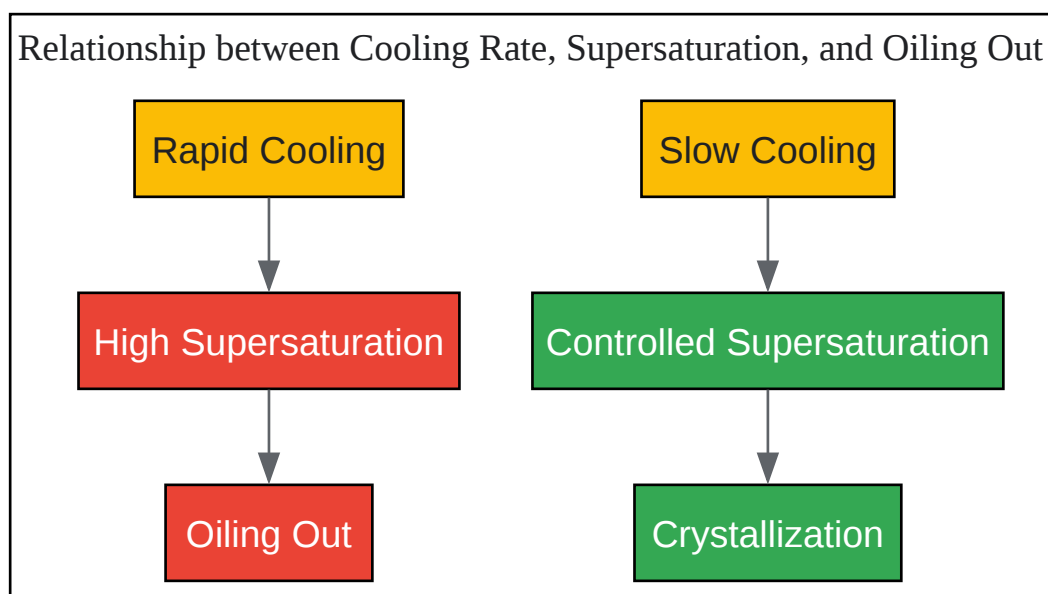 Relationship between Cooling Rate, Supersaturation, and Oiling Out
Rapid Cooling
Slow Cooling
High Supersaturation
Controlled Supersaturation
Oiling Out
Crystallization